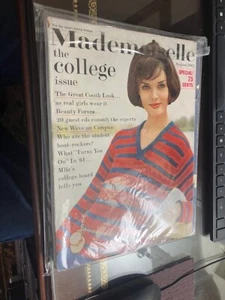 Mademoiselle
the
college
issue
SPECIAL!
75
CENTS
The Great Couth Look...
as real girls wear it
Beauty Forum
20 guest eds consult the experts
New Wave on Campus
Who are the student
boat-rockers?
What "Turns You
On" In '61...
Mlle's
college board
tells you